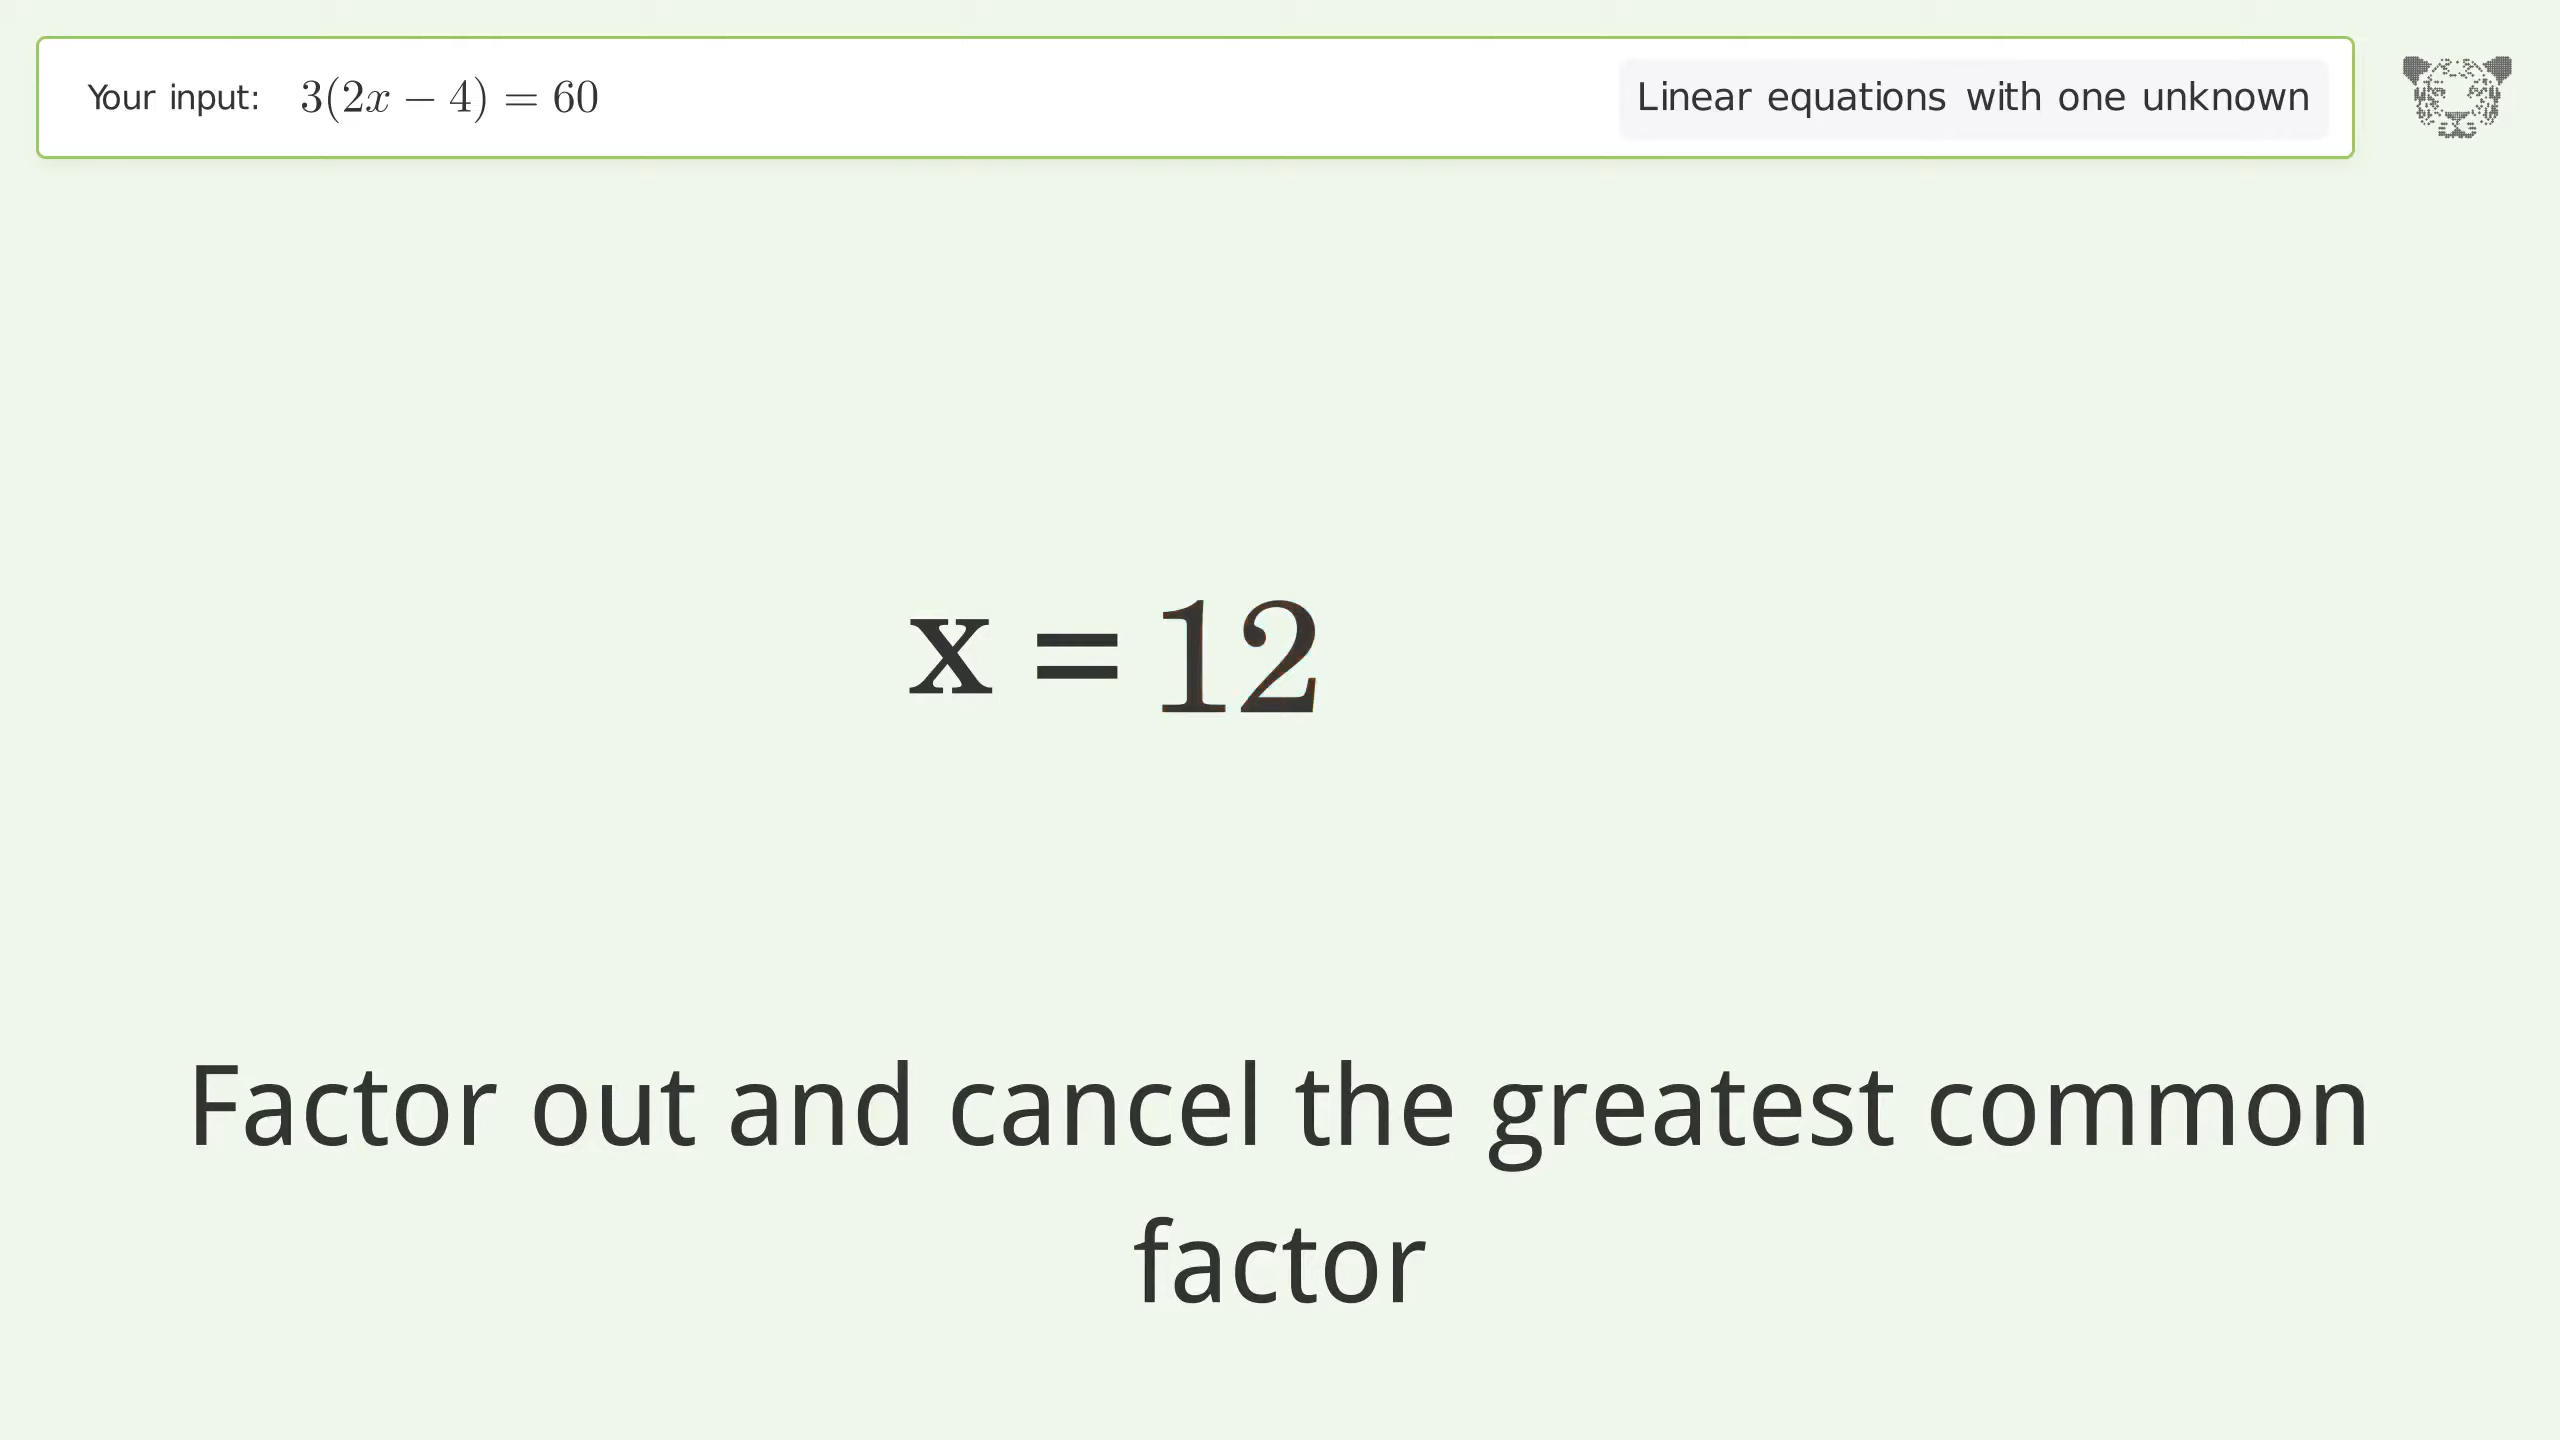 Your input: 3(2x − 4) = 60
Linear equations with one unknown
x = 12
Factor out and cancel the greatest common
factor